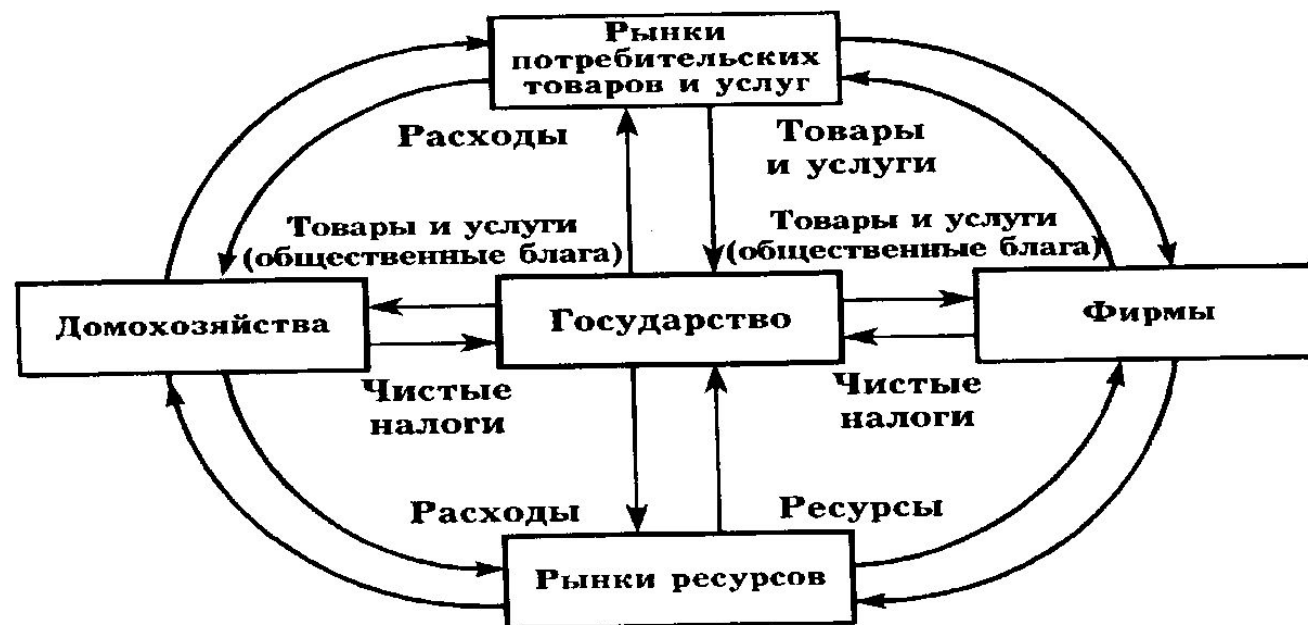 Рынки
потребительских
товаров и услуг
Расходы
Товары
и услуги
Товары и услуги
(общественные блага)
Товары и услуги
(общественные блага)
Домохозяйства
Государство
Фирмы
Чистые
налоги
Чистые
налоги
Расходы
Ресурсы
Рынки ресурсов